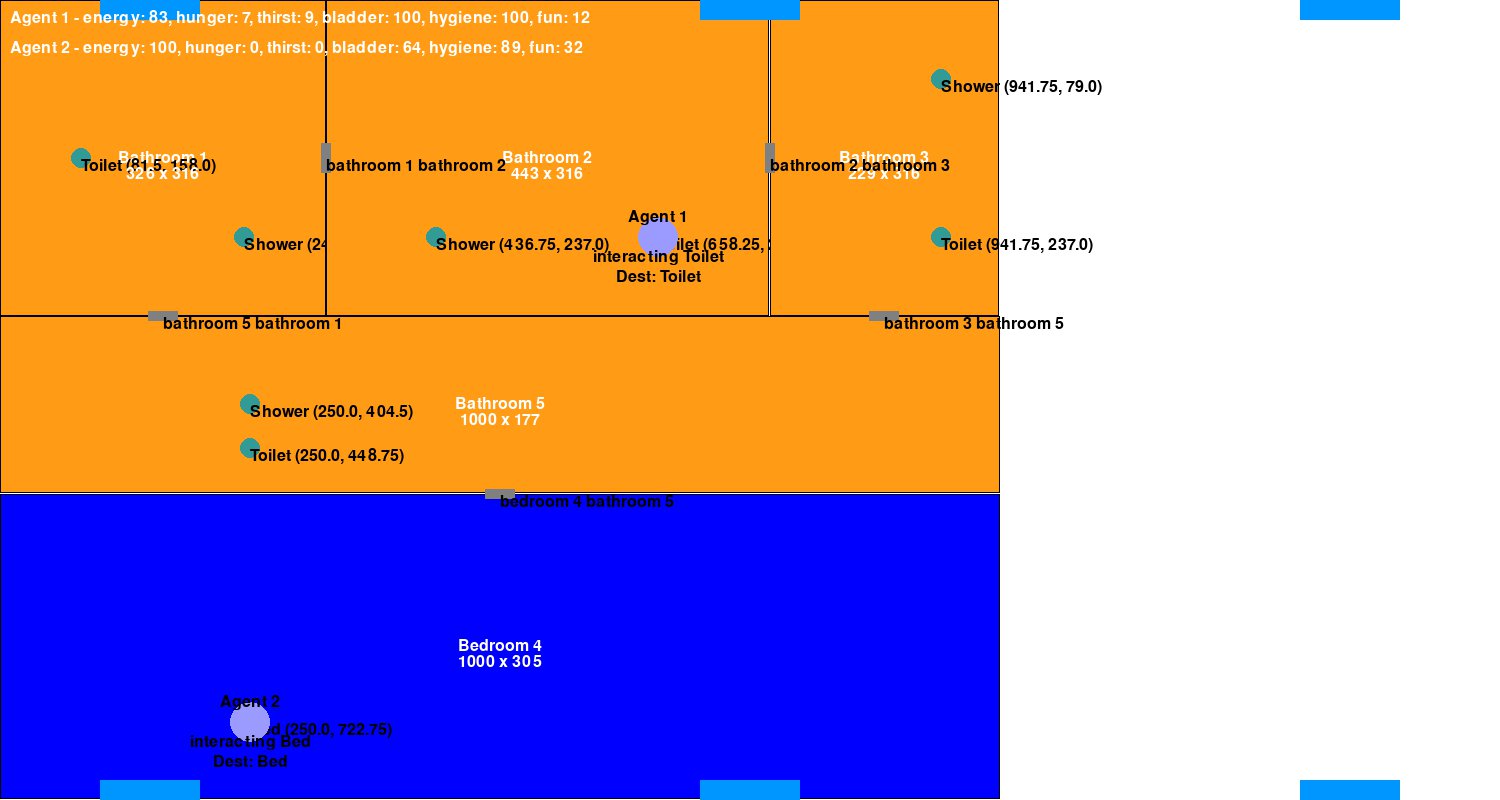 Agent 1 - energy: 83, hunger: 7, thirst: 9, bladder: 100, hygiene: 100, fun: 12
Agent 2 - energy: 100, hunger: 0, thirst: 0, bladder: 64, hygiene: 89, fun: 32
Shower (941.75, 79.0)
Bathroom 1
326 x 316
Toilet (81.5, 158.0)
bathroom 1 bathroom 2
Bathroom 2
443 x 316
bathroom 2 bathroom 3
Bathroom 3
229 x 316
Agent 1
Shower (24
Shower (436.75, 237.0)
ilet (658.25,
Toilet (941.75, 237.0)
interacting Toilet
Dest: Toilet
bathroom 5 bathroom 1
bathroom 3 bathroom 5
Shower (250.0, 404.5)
Bathroom 5
1000 x 177
Toilet (250.0, 448.75)
bedroom 4 bathroom 5
Bedroom 4
1000 x 305
Agent 2
d (250.0, 722.75)
interacting Bed
Dest: Bed